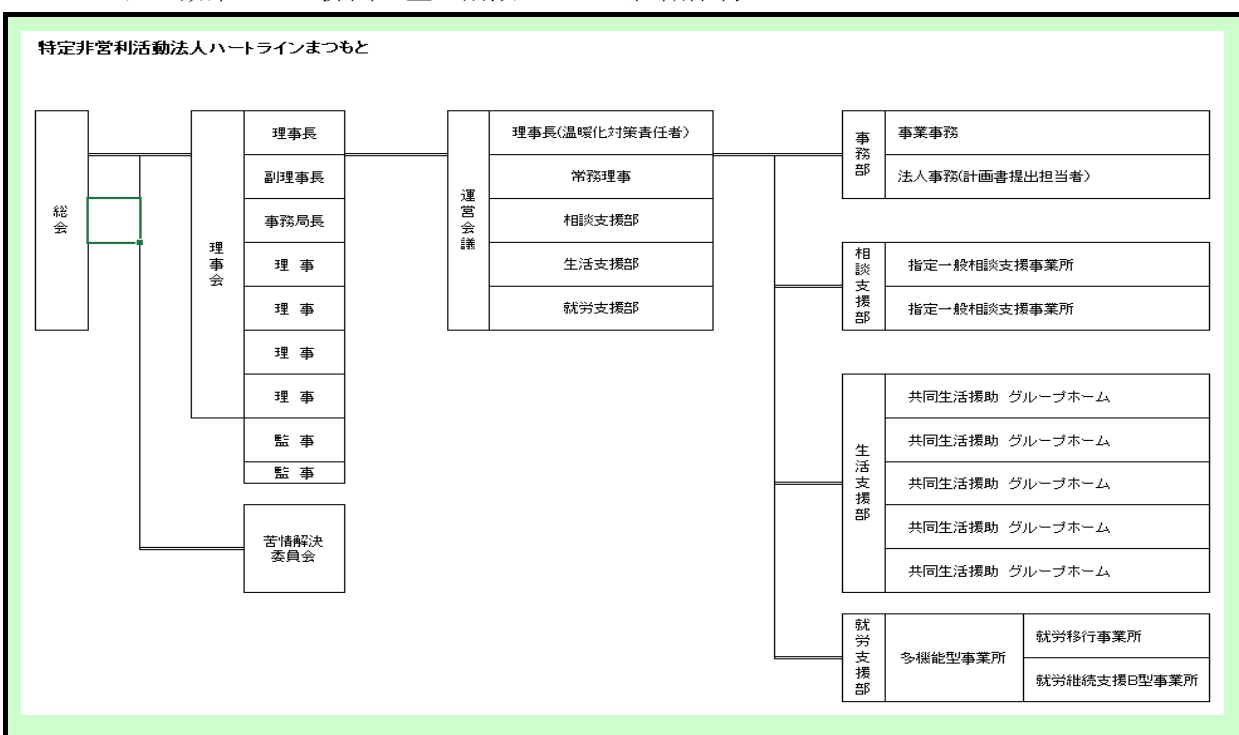 特定非営利活動法人ハートラインまつもと
総会
理事会
理事長
副理事長
事務局長
理 事
理 事
理 事
理 事
監 事
監 事
苦情解決
委員会
運営会議
理事長(温暖化対策責任者)
常務理事
相談支援部
生活支援部
就労支援部
事務部
事業事務
法人事務(計画書提出担当者)
相談支援部
指定一般相談支援事業所
指定一般相談支援事業所
生活支援部
共同生活援助 グループホーム
共同生活援助 グループホーム
共同生活援助 グループホーム
共同生活援助 グループホーム
共同生活援助 グループホーム
就労支援部
多機能型事業所
就労移行事業所
就労継続支援B型事業所